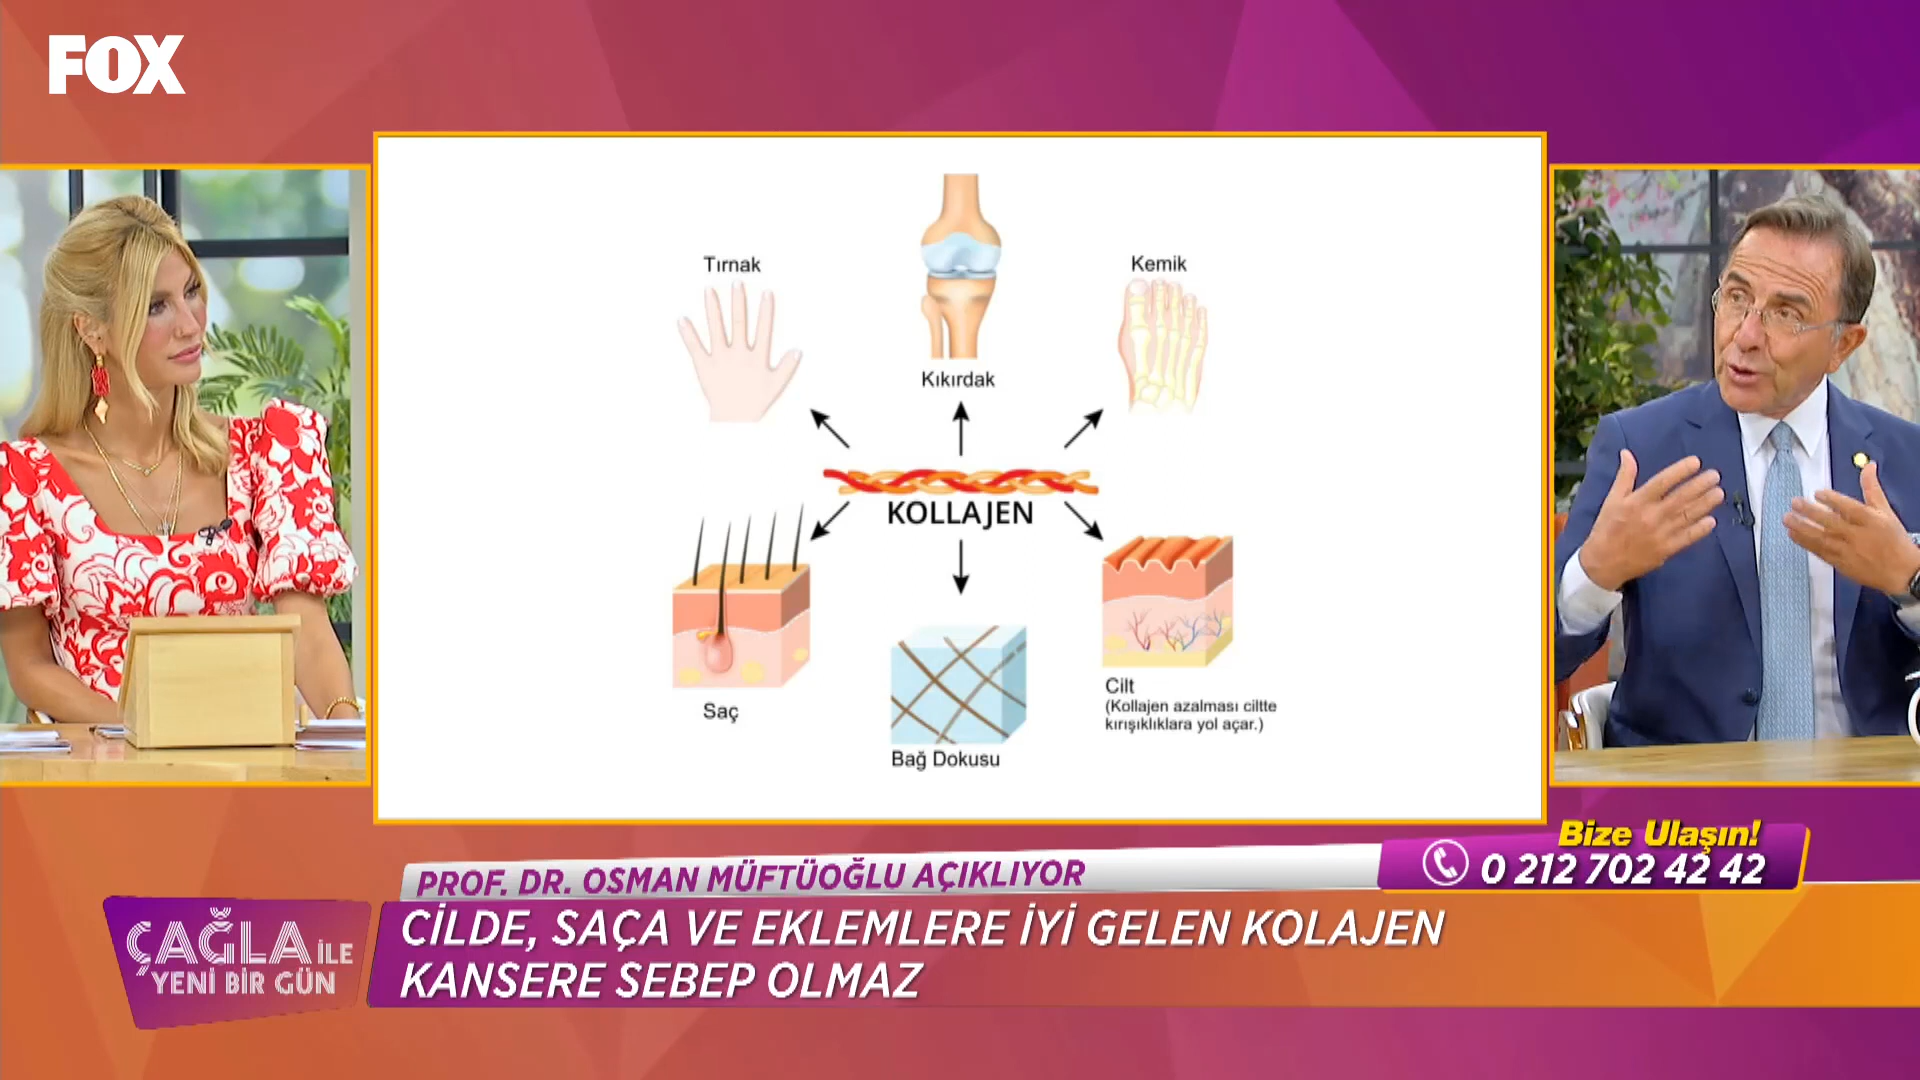 FOX
Tırnak
Kıkırdak
Kemik
KOLLAJEN
Saç
Bağ Dokusu
Cilt
(Kollajen azalması ciltte
kırışıklıklara yol açar.)
Bize Ulaşın!
0 212 702 42 42
PROF. DR. OSMAN MÜFTÜOĞLU AÇIKLIYOR
CİLDE, SAÇA VE EKLEMLERE İYİ GELEN KOLAJEN
KANSERE SEBEP OLMAZ
ÇAĞLA İLE
YENİ BİR GÜN